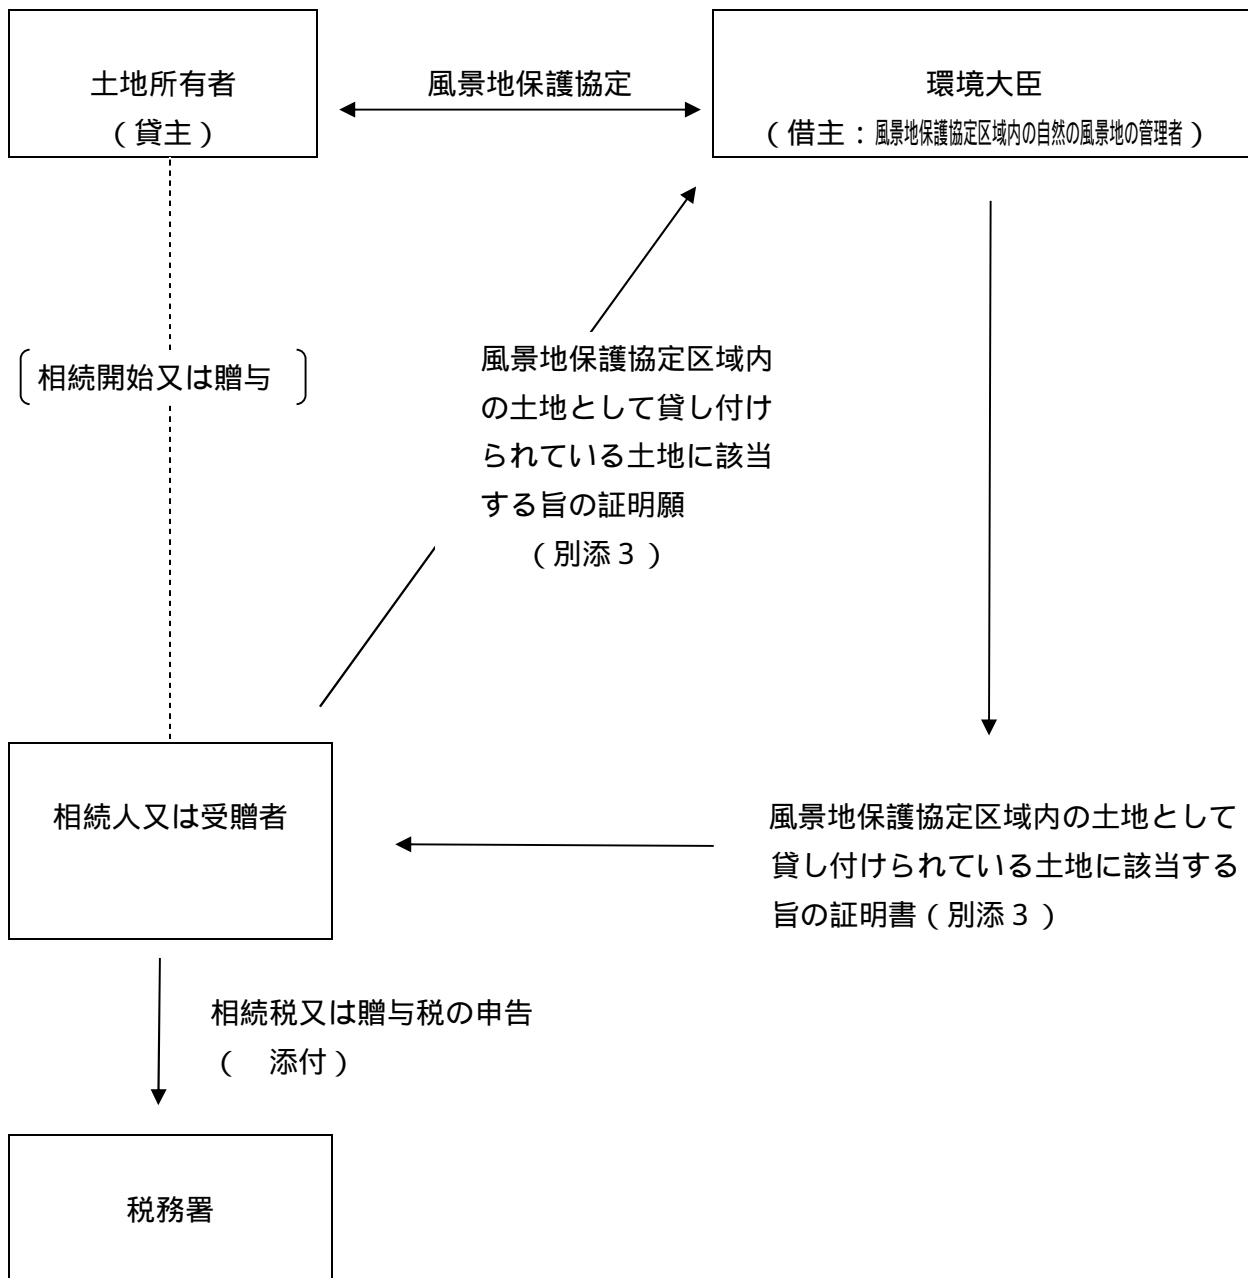 土地所有者
（貸主）
風景地保護協定
環境大臣
（借主：風景地保護協定区域内の自然の風景地の管理者）
相続開始又は贈与
風景地保護協定区域内
の土地として貸し付け
られている土地に該当
する旨の証明願
（別添3）
相続人又は受贈者
風景地保護協定区域内の土地として
貸し付けられている土地に該当する
旨の証明書（別添3）
相続税又は贈与税の申告
（　添付）
税務署